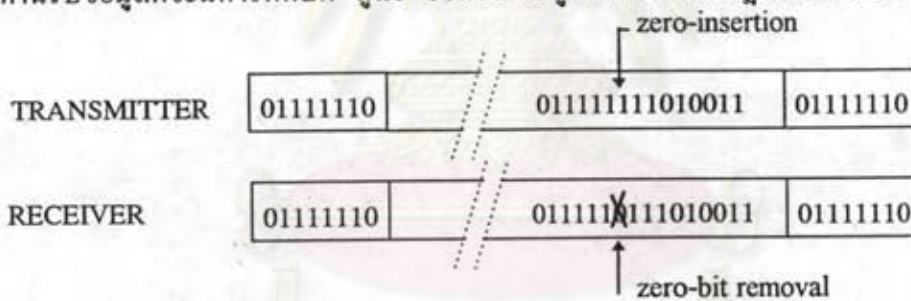 zero-insertion
TRANSMITTER 01111110 011111111010011 01111110
RECEIVER 01111110 0111110111010011 01111110
zero-bit removal